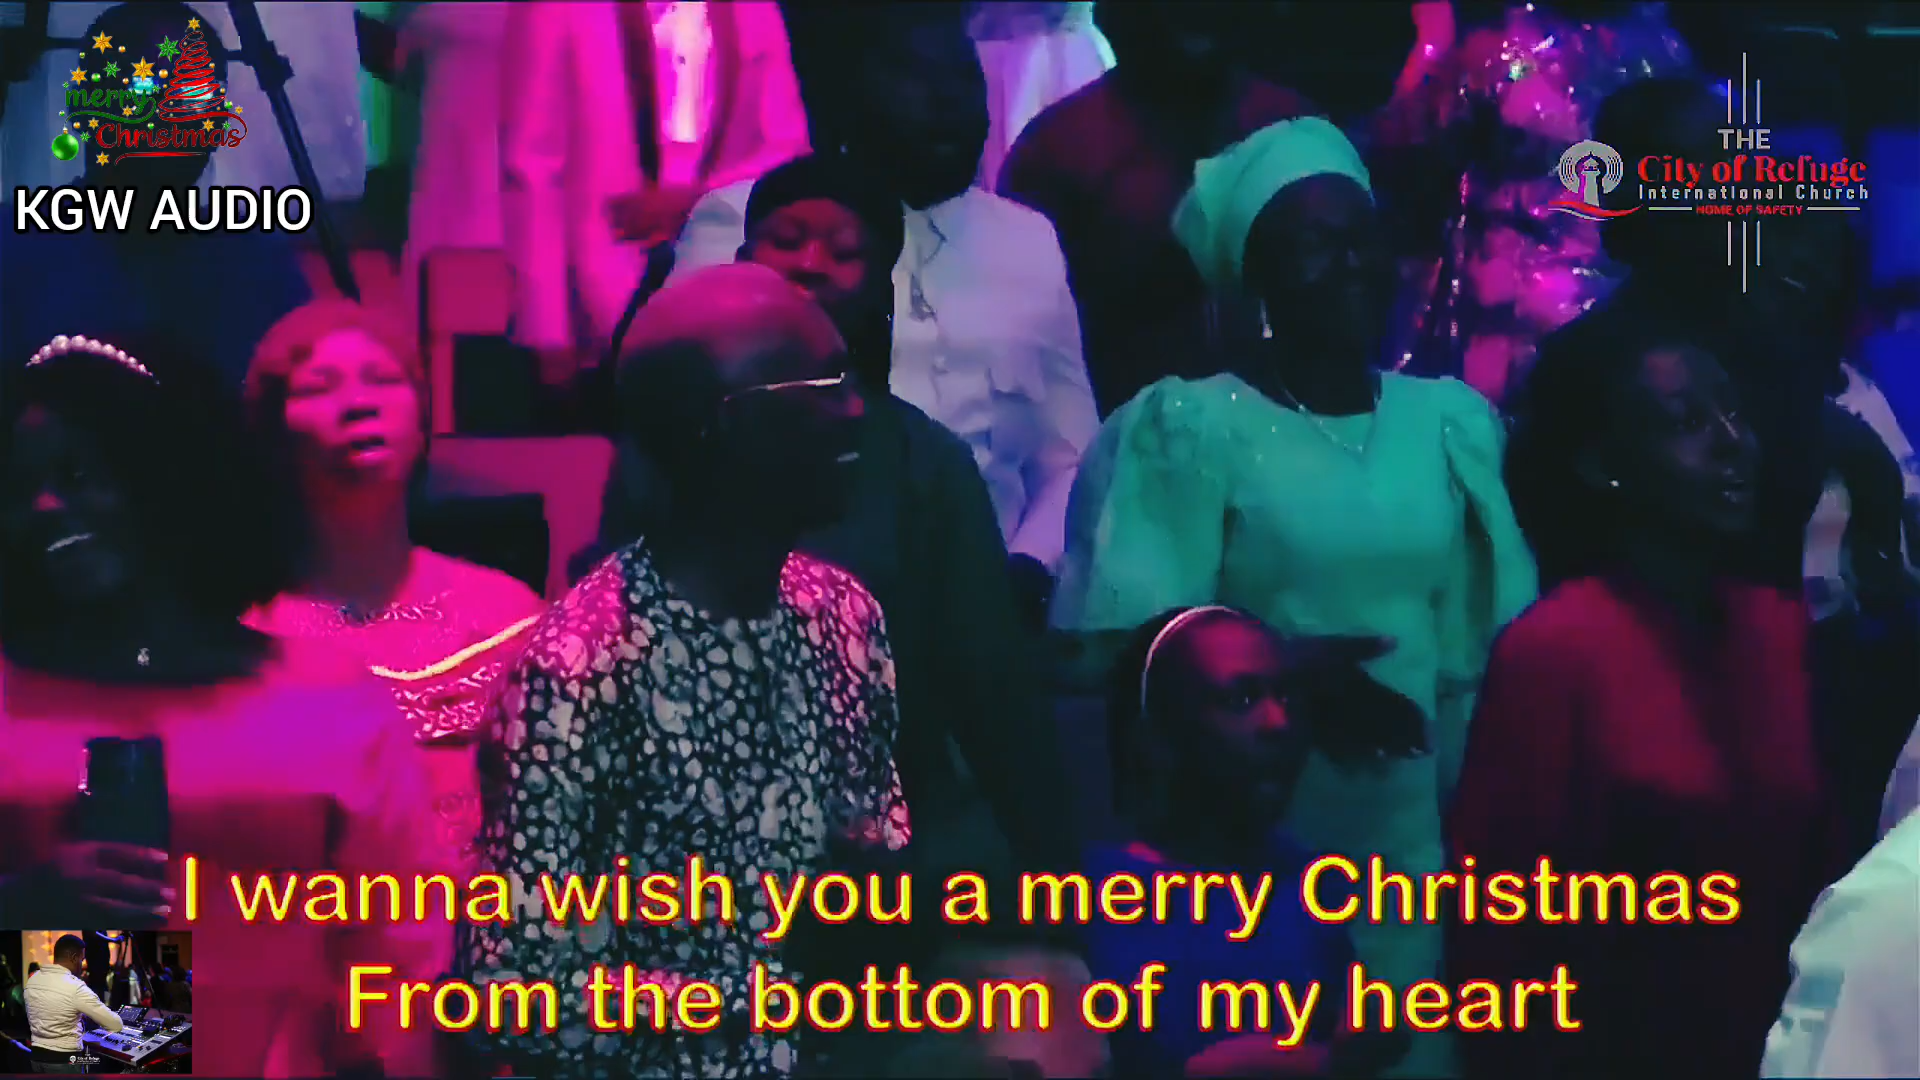 merry
Christmas
KGW AUDIO
THE
City of Refuge
International Church
HOME OF SAFETY
I wanna wish you a merry Christmas
From the bottom of my heart